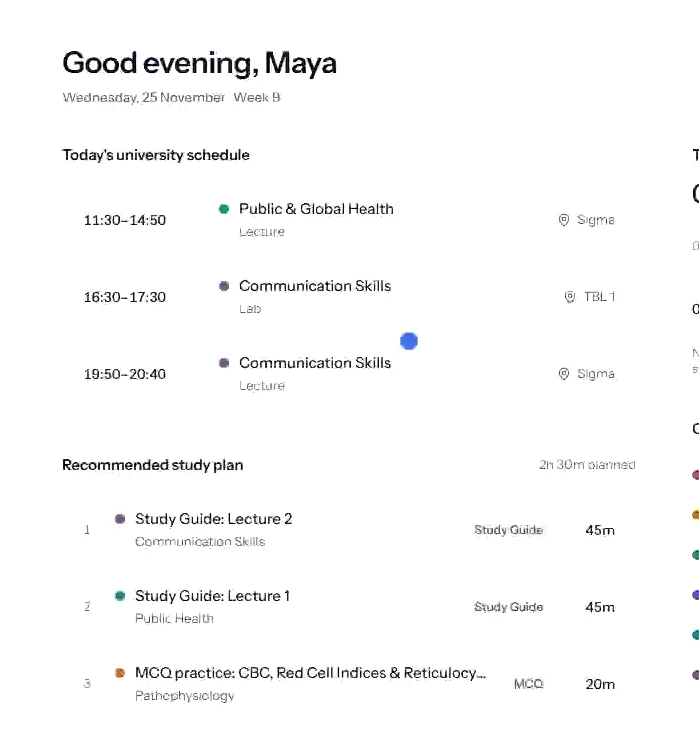 Good evening, Maya
Wednesday, 25 November Week 9
Today's university schedule
11:30–14:50
Public & Global Health
Lecture
Sigma
16:30–17:30
Communication Skills
Lab
TBL 1
19:50–20:40
Communication Skills
Lecture
Sigma
Recommended study plan
2h 30m planned
1
Study Guide: Lecture 2
Communication Skills
Study Guide
45m
2
Study Guide: Lecture 1
Public Health
Study Guide
45m
3
MCQ practice: CBC, Red Cell Indices & Reticulocy...
Pathophysiology
MCQ
20m